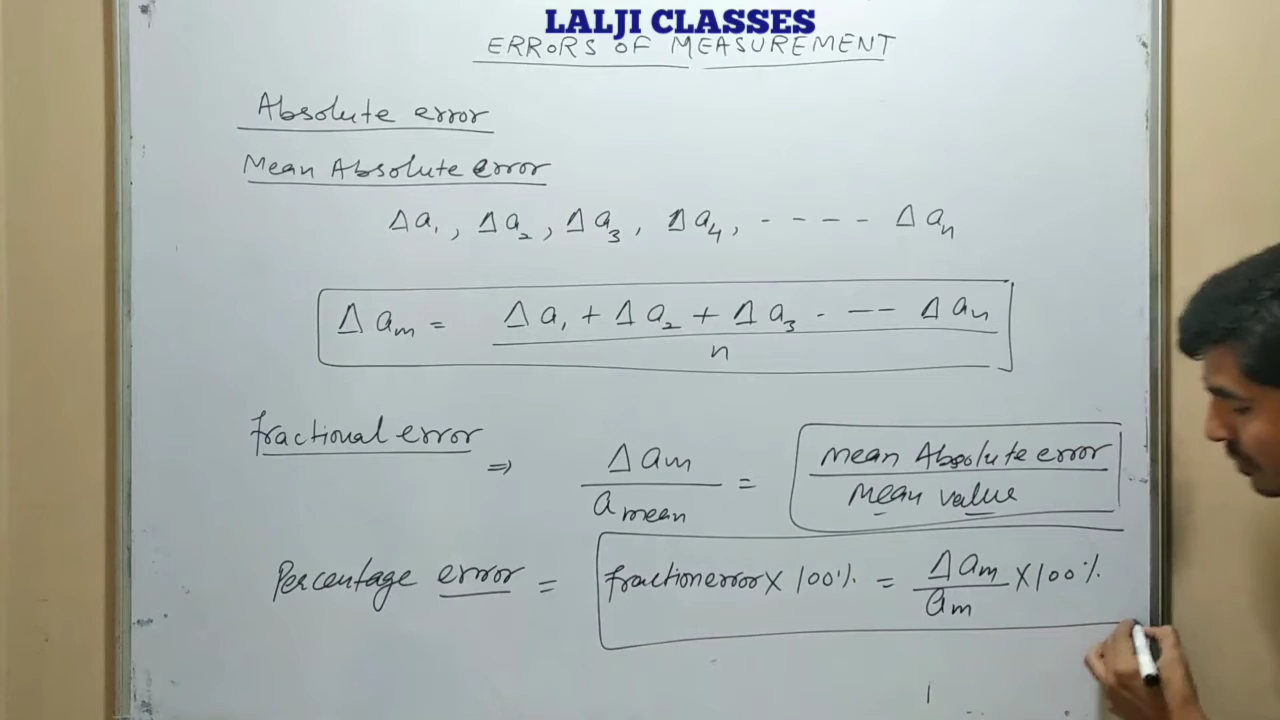 LALJI CLASSES
ERRORS OF MEASUREMENT
Absolute error
Mean Absolute error
Δa₁, Δa₂, Δa₃, Δa₄, ---- Δaₙ
Δaₘ = Δa₁ + Δa₂ + Δa₃ . -- Δaₙ
n
fractional error ⇒ Δam / a mean = mean Absolute error / Mean value
Percentage error = fraction error X 100% = Δam / am X 100%